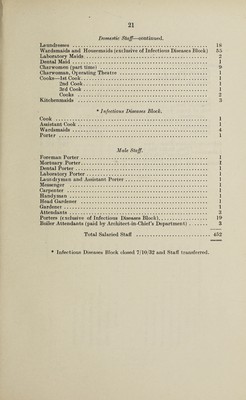 21
Domestic Staff—continued.
Laundresses ........ 18
Wardsmaids and Housemaids (exclusive of Infectious Diseases Block) 55
Laboratory Maids ........ 2
Dental Maid ........ 1
Charwomen (part time) ........ 9
Charwoman, Operating Theatre ........ 1
Cooks—1st Cook ........ 1
2nd Cook ........ 1
3rd Cook ........ 1
Cooks ........ 2
Kitchenmaids ........ 3
* Infectious Diseases Block.
Cook ........ 1
Assistant Cook ........ 1
Wardsmaids ........ 4
Porter ........ 1
Male Staff.
Foreman Porter ........ 1
Mortuary Porter ........ 1
Dental Porter ........ 1
Laboratory Porter ........ 1
Laundryman and Assistant Porter ........ 1
Messenger ........ 1
Carpenter ........ 1
Handyman ........ 1
Head Gardener ........ 1
Gardener ........ 1
Attendants ........ 2
Porters (exclusive of Infectious Diseases Block) ........ 19
Boiler Attendants (paid by Architect-in-Chief's Department) ........ 3
Total Salaried Staff ........ 452
* Infectious Diseases Block closed 7/10/32 and Staff transferred.